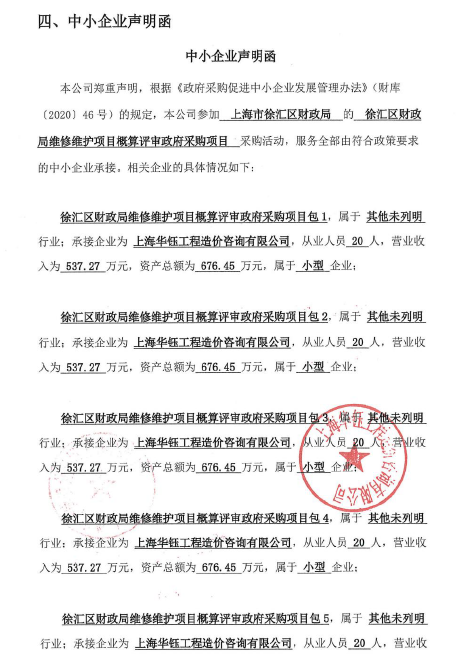 四、中小企业声明函
中小企业声明函
本公司郑重声明，根据《政府采购促进中小企业发展管理办法》（财库
〔2020〕46 号）的规定，本公司参加 上海市徐汇区财政局 的 徐汇区财政
局维修维护项目概算评审政府采购项目 采购活动，服务全部由符合政策要求
的中小企业承接。相关企业的具体情况如下：
徐汇区财政局维修维护项目概算评审政府采购项目包 1，属于 其他未列明
行业；承接企业为 上海华钰工程造价咨询有限公司，从业人员 20 人，营业收
入为 537.27 万元，资产总额为 676.45 万元，属于 小型 企业；
徐汇区财政局维修维护项目概算评审政府采购项目包 2，属于 其他未列明
行业；承接企业为 上海华钰工程造价咨询有限公司，从业人员 20 人，营业收
入为 537.27 万元，资产总额为 676.45 万元，属于 小型 企业；
徐汇区财政局维修维护项目概算评审政府采购项目包 3，属于 其他未列明
行业；承接企业为 上海华钰工程造价咨询有限公司，从业人员 20 人，营业收
入为 537.27 万元，资产总额为 676.45 万元，属于 小型 企业；
上海华钰工程造价咨询有限公司
徐汇区财政局维修维护项目概算评审政府采购项目包 4，属于 其他未列明
行业；承接企业为 上海华钰工程造价咨询有限公司，从业人员 20 人，营业收
入为 537.27 万元，资产总额为 676.45 万元，属于 小型 企业；
徐汇区财政局维修维护项目概算评审政府采购项目包 5，属于 其他未列明
行业；承接企业为 上海华钰工程造价咨询有限公司，从业人员 20 人，营业收